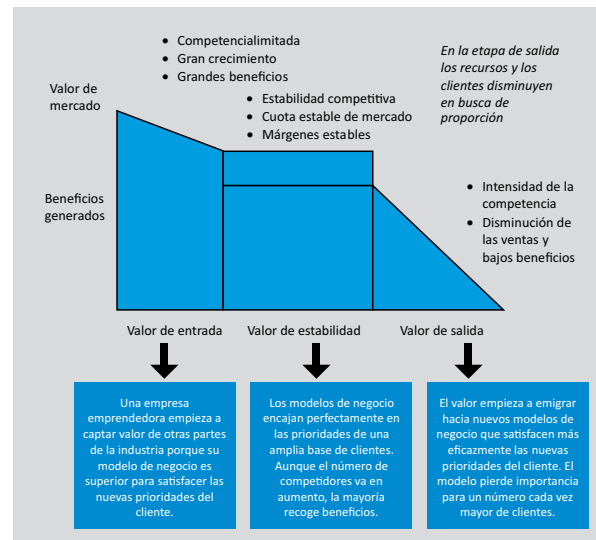 • Competencialimitada
• Gran crecimiento
• Grandes beneficios
En la etapa de salida
los recursos y los
clientes disminuyen
en busca de
proporción
Valor de
mercado
• Estabilidad competitiva
• Cuota estable de mercado
• Márgenes estables
Beneficios
generados
• Intensidad de la
competencia
• Disminución de
las ventas y
bajos beneficios
Valor de entrada
Valor de estabilidad
Valor de salida
Una empresa
emprendedora empieza a
captar valor de otras partes
de la industria porque su
modelo de negocio es
superior para satisfacer las
nuevas prioridades del
cliente.
Los modelos de negocio
encajan perfectamente en
las prioridades de una
amplia base de clientes.
Aunque el número de
competidores va en
aumento, la mayoría
recoge beneficios.
El valor empieza a emigrar
hacia nuevos modelos de
negocio que satisfacen más
eficazmente las nuevas
prioridades del cliente. El
modelo pierde importancia
para un número cada vez
mayor de clientes.